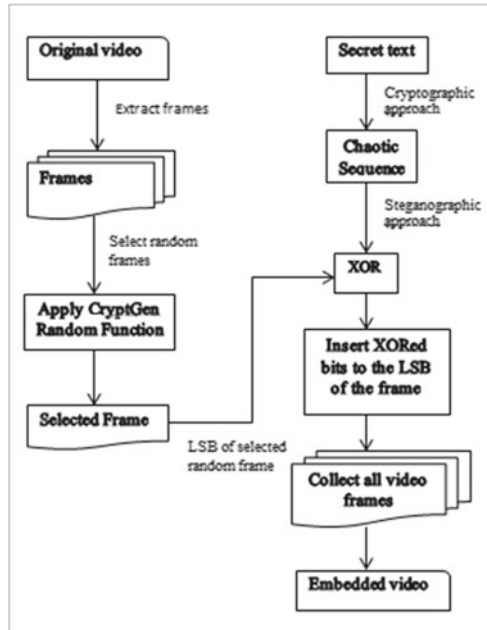 Original video
Extract frames
Frames
Select random
frames
Apply CryptGen
Random Function
Selected Frame
LSB of selected
random frame
Secret text
Cryptographic
approach
Chaotic
Sequence
Steganographic
approach
XOR
Insert XORed
bits to the LSB
of the frame
Collect all video
frames
Embedded video